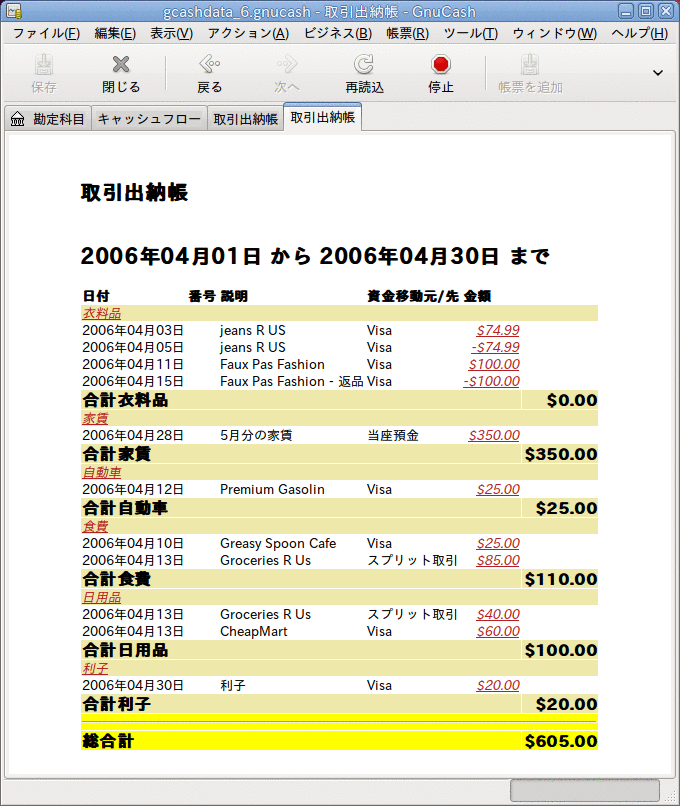 gcashdata_6.gnucash - 取引出納帳 - GnuCash
ファイル(F) 編集(E) 表示(V) アクション(A) ビジネス(B) 帳票(R) ツール(T) ウィンドウ(W) ヘルプ(H)
保存 閉じる 戻る 次へ 再読込 停止 帳票を追加
勘定科目 キャッシュフロー 取引出納帳 取引出納帳
取引出納帳
2006年04月01日 から 2006年04月30日 まで
日付 番号 説明 資金移動元/先 金額
衣料品
2006年04月03日 jeans R US Visa $74.99
2006年04月05日 jeans R US Visa -$74.99
2006年04月11日 Faux Pas Fashion Visa $100.00
2006年04月15日 Faux Pas Fashion - 返品 Visa -$100.00
合計衣料品 $0.00
家賃
2006年04月28日 5月分の家賃 当座預金 $350.00
合計家賃 $350.00
自動車
2006年04月12日 Premium Gasolin Visa $25.00
合計自動車 $25.00
食費
2006年04月10日 Greasy Spoon Cafe Visa $25.00
2006年04月13日 Groceries R Us スプリット取引 $85.00
合計食費 $110.00
日用品
2006年04月13日 Groceries R Us スプリット取引 $40.00
2006年04月13日 CheapMart Visa $60.00
合計日用品 $100.00
利子
2006年04月30日 利子 Visa $20.00
合計利子 $20.00
総合計 $605.00